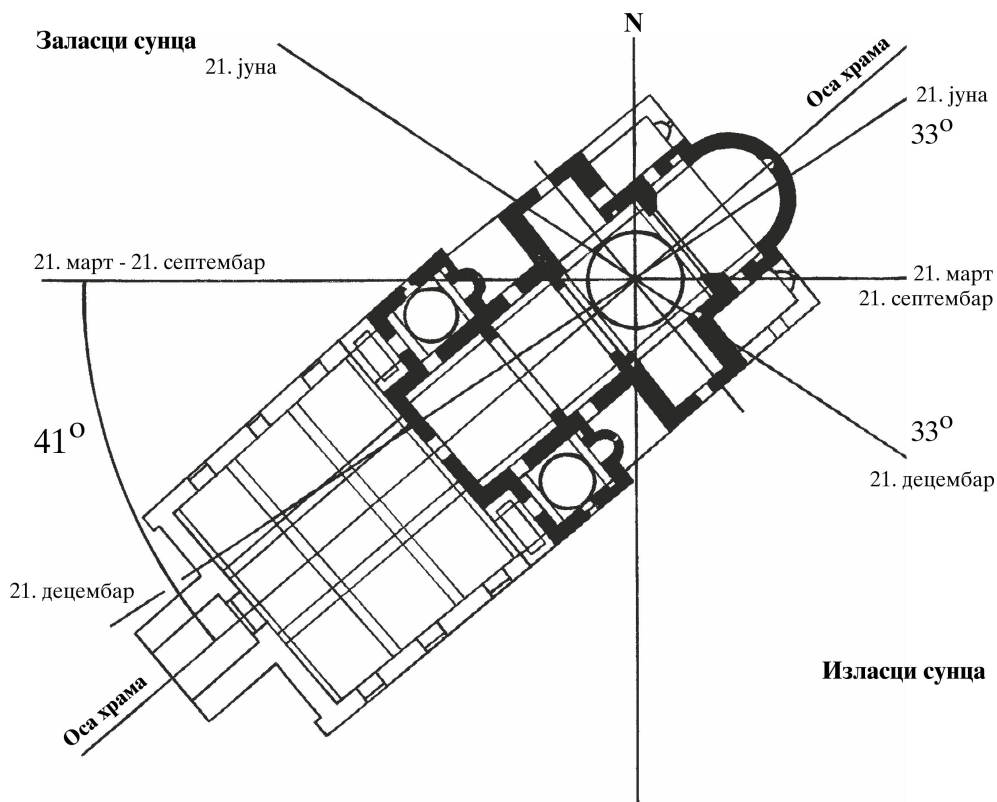 Заласци сунца
N
21. јуна
Оса храма
21. јуна
33°
21. март - 21. септембар
21. март
21. септембар
41°
33°
21. децембар
21. децембар
Изласци сунца
Оса храма